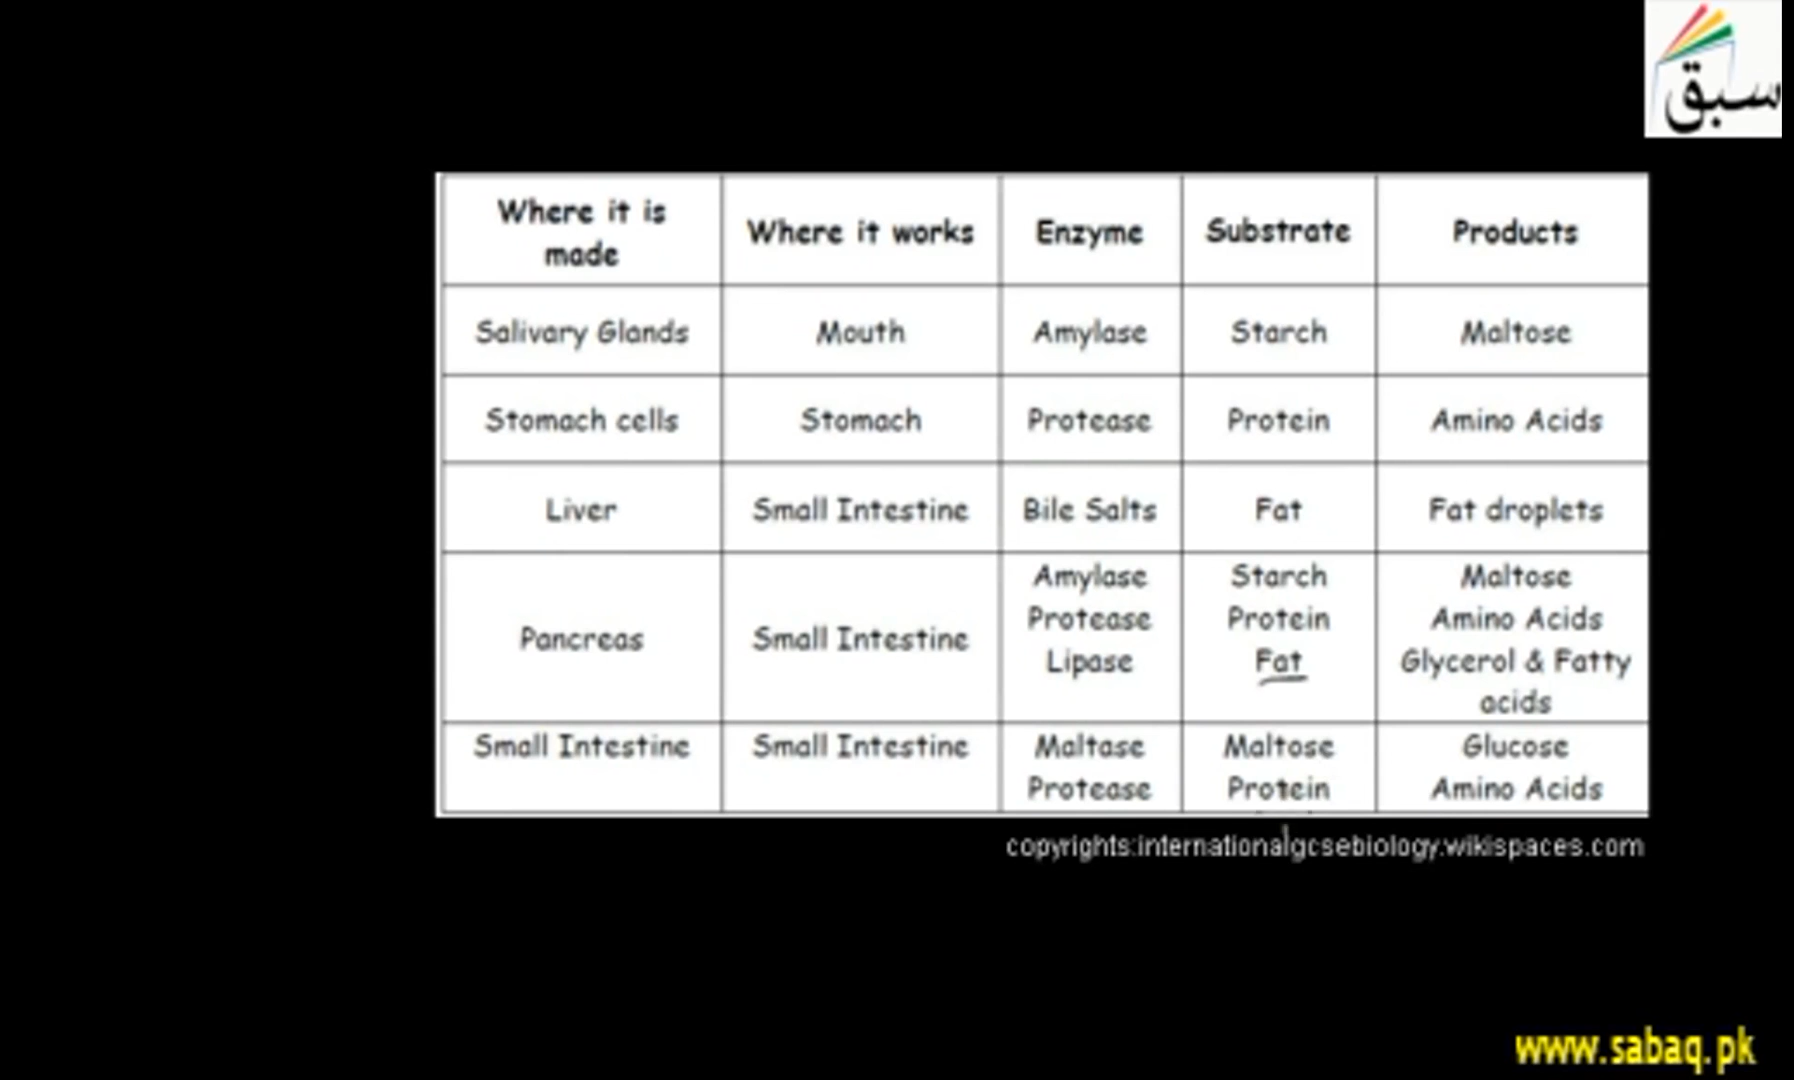 سبق
Where it is made Where it works Enzyme Substrate Products
Salivary Glands Mouth Amylase Starch Maltose
Stomach cells Stomach Protease Protein Amino Acids
Liver Small Intestine Bile Salts Fat Fat droplets
Pancreas Small Intestine Amylase Starch Maltose
Protease Protein Amino Acids
Lipase Fat Glycerol & Fatty acids
Small Intestine Small Intestine Maltase Maltose Glucose
Protease Protein Amino Acids
copyrights:internationalgcsebiology.wikispaces.com
www.sabaq.pk